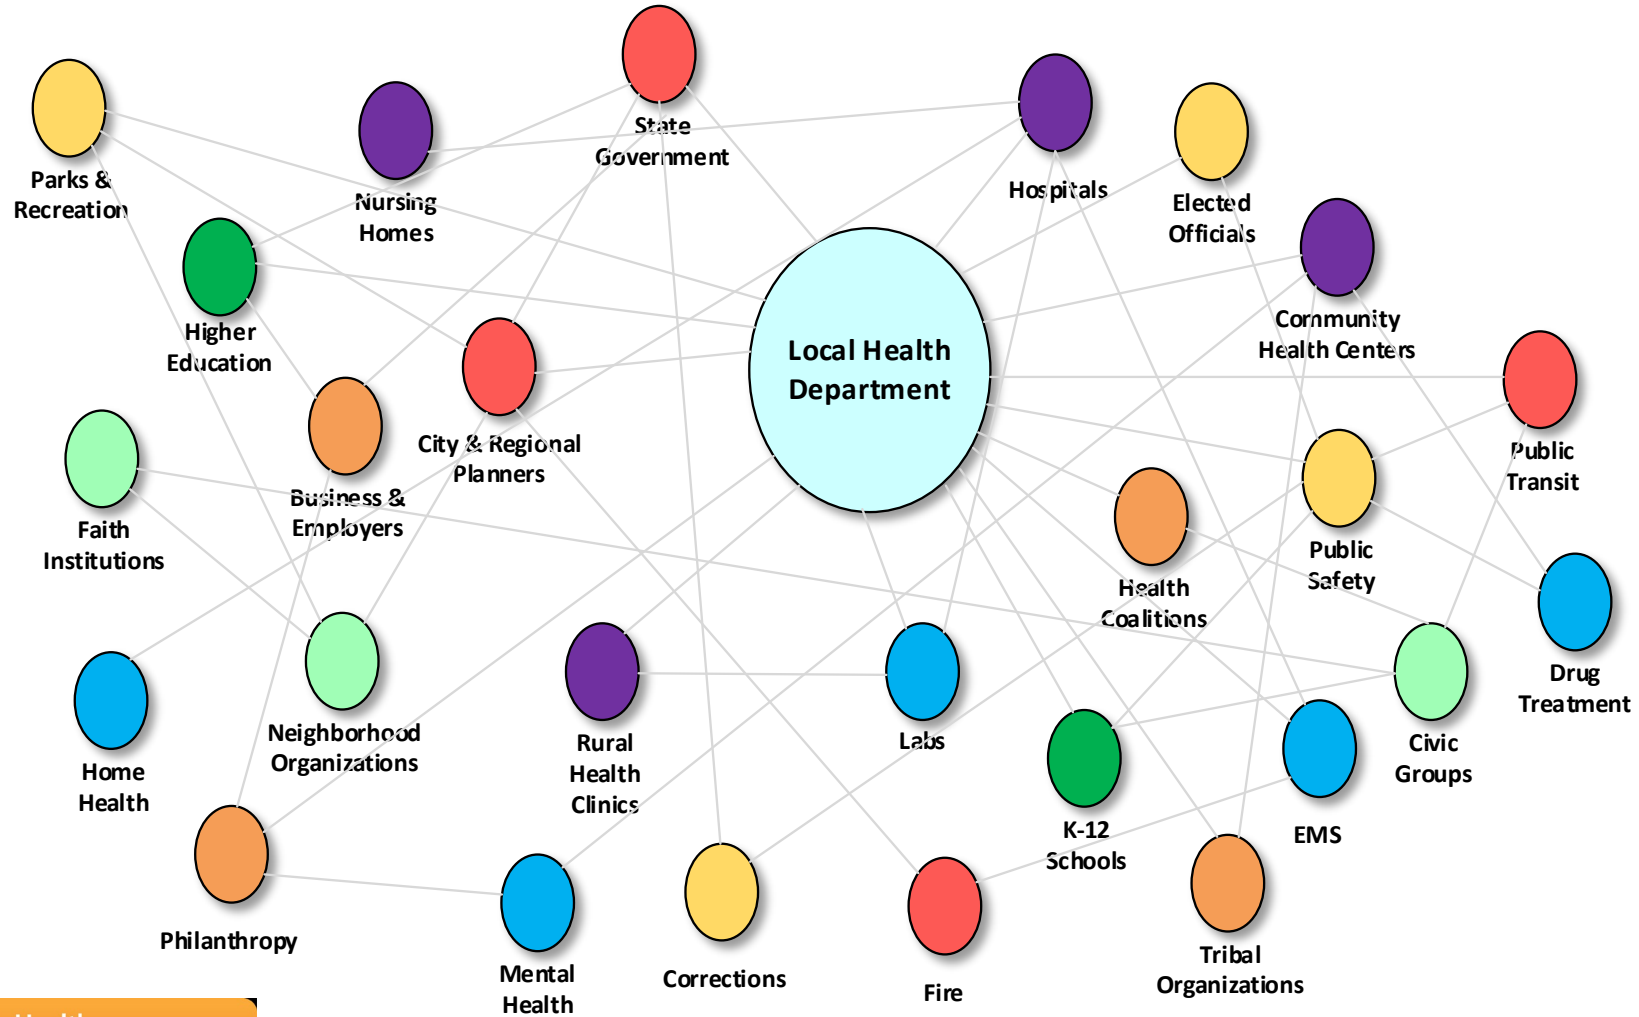 State
Government
Parks &
Recreation
Nursing
Homes
Hospitals
Elected
Officials
Higher
Education
Community
Health Centers
Local Health
Department
City & Regional
Planners
Public
Transit
Business &
Employers
Faith
Institutions
Public
Safety
Health
Coalitions
Drug
Treatment
Neighborhood
Organizations
Home
Health
Rural
Health
Clinics
Labs
Civic
Groups
K-12
Schools
EMS
Philanthropy
Mental
Health
Corrections
Fire
Tribal
Organizations